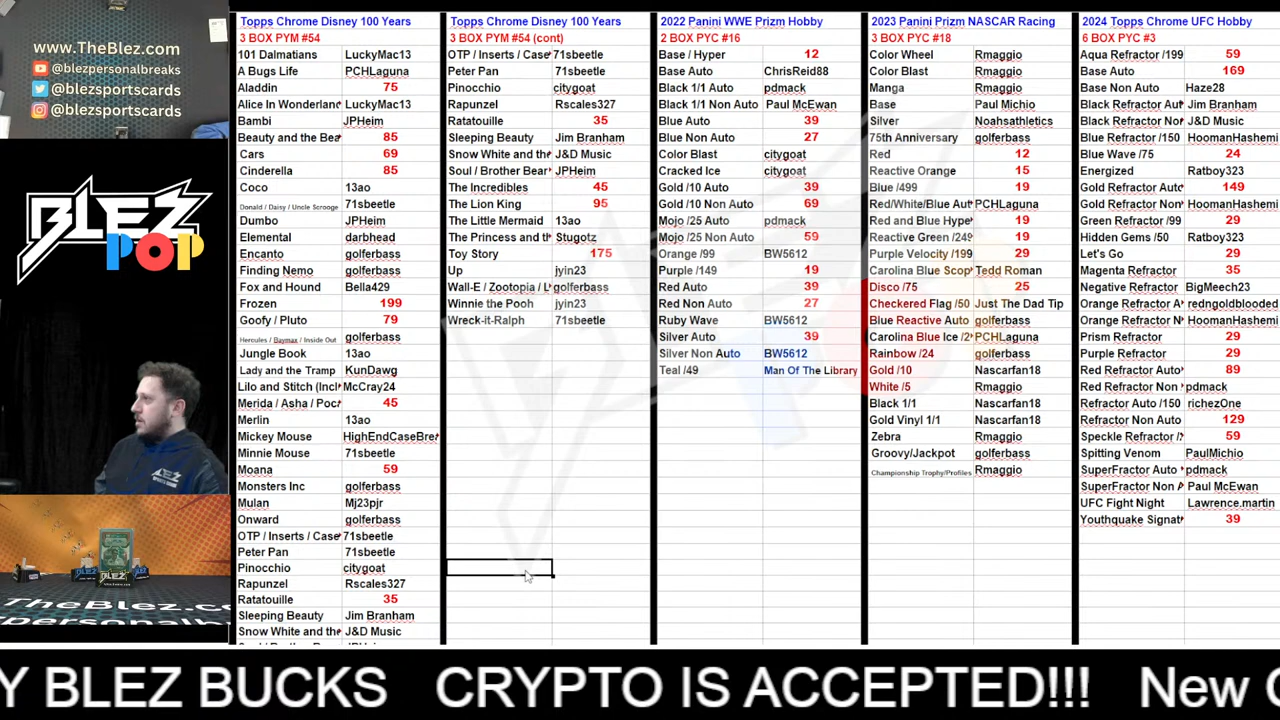 www.TheBlez.com
@blezpersonalbreaks
@blezsportscards
BLEZ
POP
Topps Chrome Disney 100 Years
3 BOX PYM #54
101 Dalmatians LuckyMac13
A Bugs Life PCHLaguna
Aladdin 75
Alice In Wonderlan LuckyMac13
Bambi JPHeim
Beauty and the Bea 85
Cars 69
Cinderella 85
Coco 13ao
Donald / Daisy / Uncle Scrooge 71sbeetle
Dumbo JPHeim
Elemental darbhead
Encanto golferbass
Finding Nemo golferbass
Fox and Hound Bella429
Frozen 199
Goofy / Pluto 79
Hercules / Baymax / Inside Out golferbass
Jungle Book 13ao
Lady and the Tramp KunDawg
Lilo and Stitch (Incl McCray24
Merida / Asha / Poc 45
Merlin 13ao
Mickey Mouse HighEndCaseBre
Minnie Mouse 71sbeetle
Moana 59
Monsters Inc golferbass
Mulan Mj23pjr
Onward golferbass
OTP / Inserts / Case 71sbeetle
Peter Pan 71sbeetle
Pinocchio citygoat
Rapunzel Rscales327
Ratatouille 35
Sleeping Beauty Jim Branham
Snow White and the J&D Music
Topps Chrome Disney 100 Years
3 BOX PYM #54 (cont)
OTP / Inserts / Case 71sbeetle
Peter Pan 71sbeetle
Pinocchio citygoat
Rapunzel Rscales327
Ratatouille 35
Sleeping Beauty Jim Branham
Snow White and the J&D Music
Soul / Brother Bear JPHeim
The Incredibles 45
The Lion King 95
The Little Mermaid 13ao
The Princess and th Stugotz
Toy Story 175
Up jyin23
Wall-E / Zootopia / L golferbass
Winnie the Pooh jyin23
Wreck-it-Ralph 71sbeetle
2022 Panini WWE Prizm Hobby
2 BOX PYC #16
Base / Hyper 12
Base Auto ChrisReid88
Black 1/1 Auto pdmack
Black 1/1 Non Auto Paul McEwan
Blue Auto 39
Blue Non Auto 27
Color Blast citygoat
Cracked Ice citygoat
Gold /10 Auto 39
Gold /10 Non Auto 69
Mojo /25 Auto pdmack
Mojo /25 Non Auto 59
Orange /99 BW5612
Purple /149 19
Red Auto 39
Red Non Auto 27
Ruby Wave BW5612
Silver Auto 39
Silver Non Auto BW5612
Teal /49 Man Of The Library
2023 Panini Prizm NASCAR Racing
3 BOX PYC #18
Color Wheel Rmaggio
Color Blast Rmaggio
Manga Rmaggio
Base Paul Michio
Silver Noahsathletics
75th Anniversary golferbass
Red 12
Reactive Orange 15
Blue /499 19
Red/White/Blue Aut PCHLaguna
Red and Blue Hype 19
Reactive Green /249 19
Purple Velocity /199 29
Carolina Blue Scop Tedd Roman
Disco /75 25
Checkered Flag /50 Just The Dad Tip
Blue Reactive Auto golferbass
Carolina Blue Ice /2 PCHLaguna
Rainbow /24 golferbass
Gold /10 Nascarfan18
White /5 Rmaggio
Black 1/1 Nascarfan18
Gold Vinyl 1/1 Nascarfan18
Zebra Rmaggio
Groovy/Jackpot golferbass
Championship Trophy/Profiles Rmaggio
2024 Topps Chrome UFC Hobby
6 BOX PYC #3
Aqua Refractor /199 59
Base Auto 169
Base Non Auto Haze28
Black Refractor Au Jim Branham
Black Refractor No J&D Music
Blue Refractor /150 HoomanHashemi
Blue Wave /75 24
Energized Ratboy323
Gold Refractor Aut 149
Gold Refractor Non HoomanHashemi
Green Refractor /99 29
Hidden Gems /50 Ratboy323
Let's Go 29
Magenta Refractor 35
Negative Refractor BigMeech23
Orange Refractor A redngoldblooded
Orange Refractor N HoomanHashemi
Prism Refractor 29
Purple Refractor 29
Red Refractor Auto 89
Red Refractor Non pdmack
Refractor Auto /150 richezOne
Refractor Non Auto 129
Speckle Refractor / 59
Spitting Venom PaulMichio
SuperFractor Auto pdmack
SuperFractor Non A Paul McEwan
UFC Fight Night Lawrence.martin
Youthquake Signat 39
BLEZ
TheBlez.co
persona
Y BLEZ BUCKS CRYPTO IS ACCEPTED!!! New